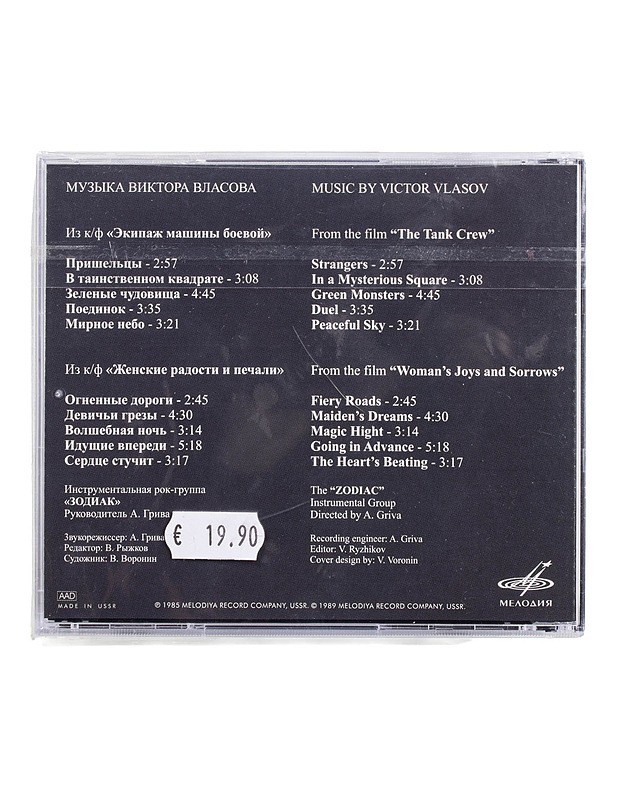 МУЗЫКА ВИКТОРА ВЛАСОВА
Из к/ф «Экипаж машины боевой»
Пришельцы - 2:57
В таинственном квадрате - 3:08
Зеленые чудовища - 4:45
Поединок - 3:35
Мирное небо - 3:21
Из к/ф «Женские радости и печали»
Огненные дороги - 2:45
Девичьи грезы - 4:30
Волшебная ночь - 3:14
Идущие впереди - 5:18
Сердце стучит - 3:17
Инструментальная рок-группа
«ЗОДИАК»
Руководитель А. Грива
Звукорежиссер: А. Грива
Редактор: В. Рыжков
Художник: В. Воронин
MUSIC BY VICTOR VLASOV
From the film “The Tank Crew”
Strangers - 2:57
In a Mysterious Square - 3:08
Green Monsters - 4:45
Duel - 3:35
Peaceful Sky - 3:21
From the film “Woman’s Joys and Sorrows”
Fiery Roads - 2:45
Maiden’s Dreams - 4:30
Magic Hight - 3:14
Going in Advance - 5:18
The Heart’s Beating - 3:17
The “ZODIAC”
Instrumental Group
Directed by A. Griva
Recording engineer: A. Griva
Editor: V. Ryzhikov
Cover design by: V. Voronin
€ 19.90
AAD
MADE IN USSR
℗ 1985 MELODIYA RECORD COMPANY, USSR. © 1989 MELODIYA RECORD COMPANY, USSR.
МЕЛОДИЯ